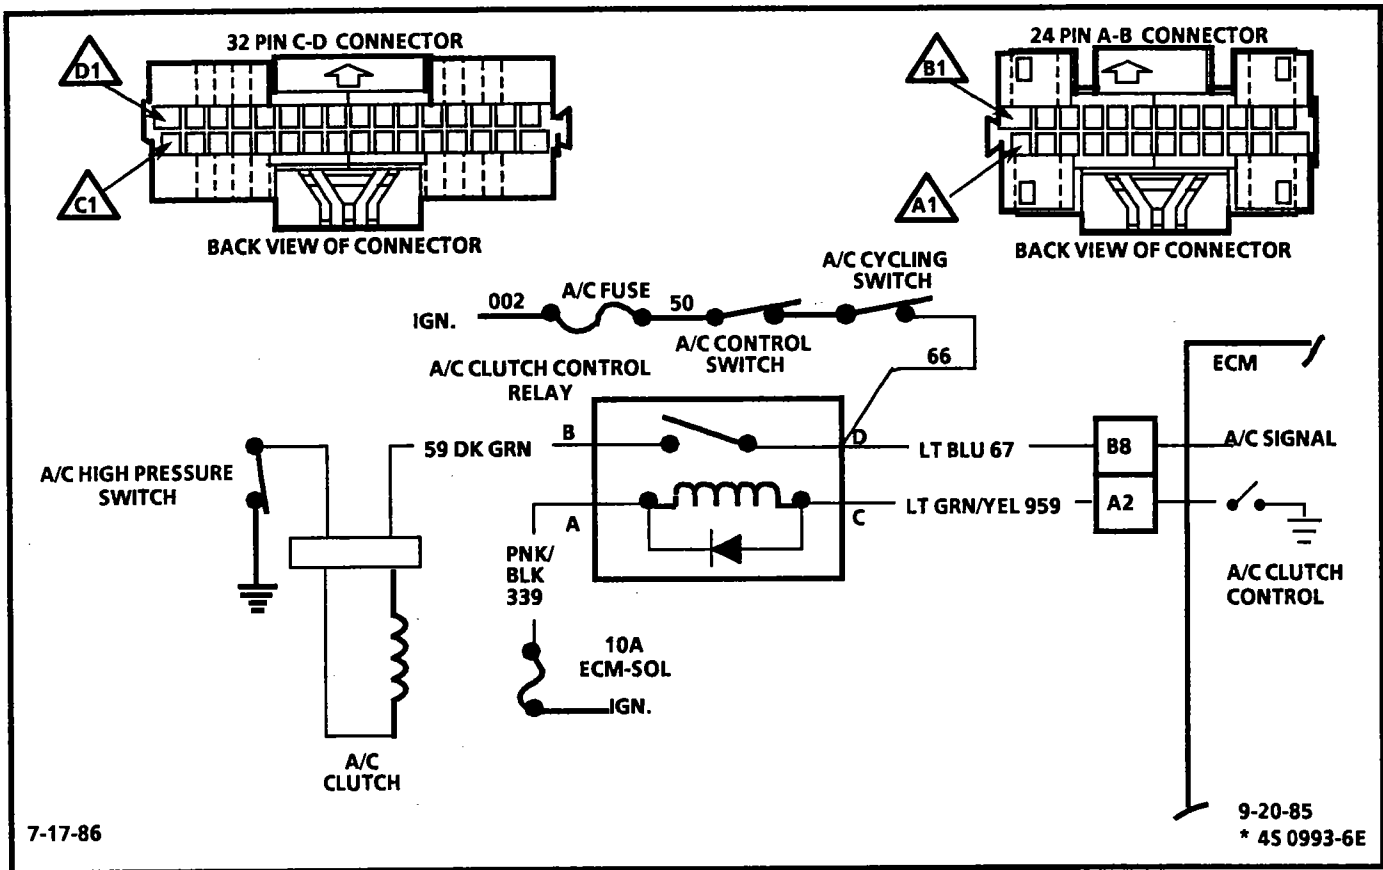 32 PIN C-D CONNECTOR
24 PIN A-B CONNECTOR
D1
B1
C1
A1
BACK VIEW OF CONNECTOR
BACK VIEW OF CONNECTOR
A/C CYCLING
SWITCH
002
A/C FUSE
50
IGN.
A/C CONTROL
SWITCH
66
ECM
A/C CLUTCH CONTROL
RELAY
B
D
59 DK GRN
LT BLU 67
B8
A/C SIGNAL
A/C HIGH PRESSURE
SWITCH
A
C
LT GRN/YEL 959
A2
PNK/
BLK
339
A/C CLUTCH
CONTROL
10A
ECM-SOL
IGN.
A/C
CLUTCH
7-17-86
9-20-85
* 4S 0993-6E